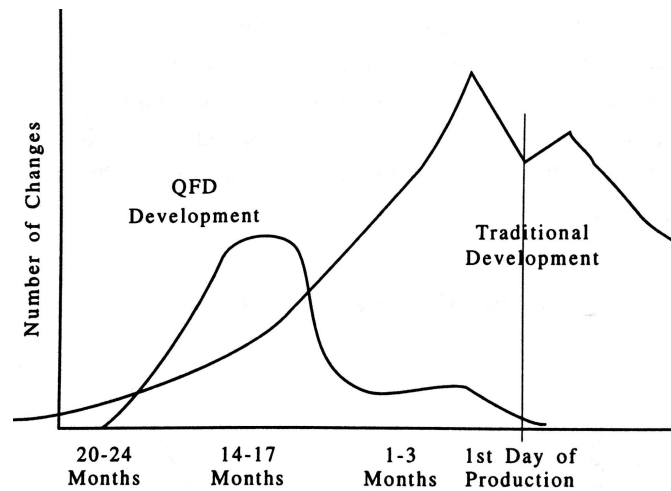 Number of Changes
QFD
Development
Traditional
Development
20-24
Months
14-17
Months
1-3
Months
1st Day of
Production